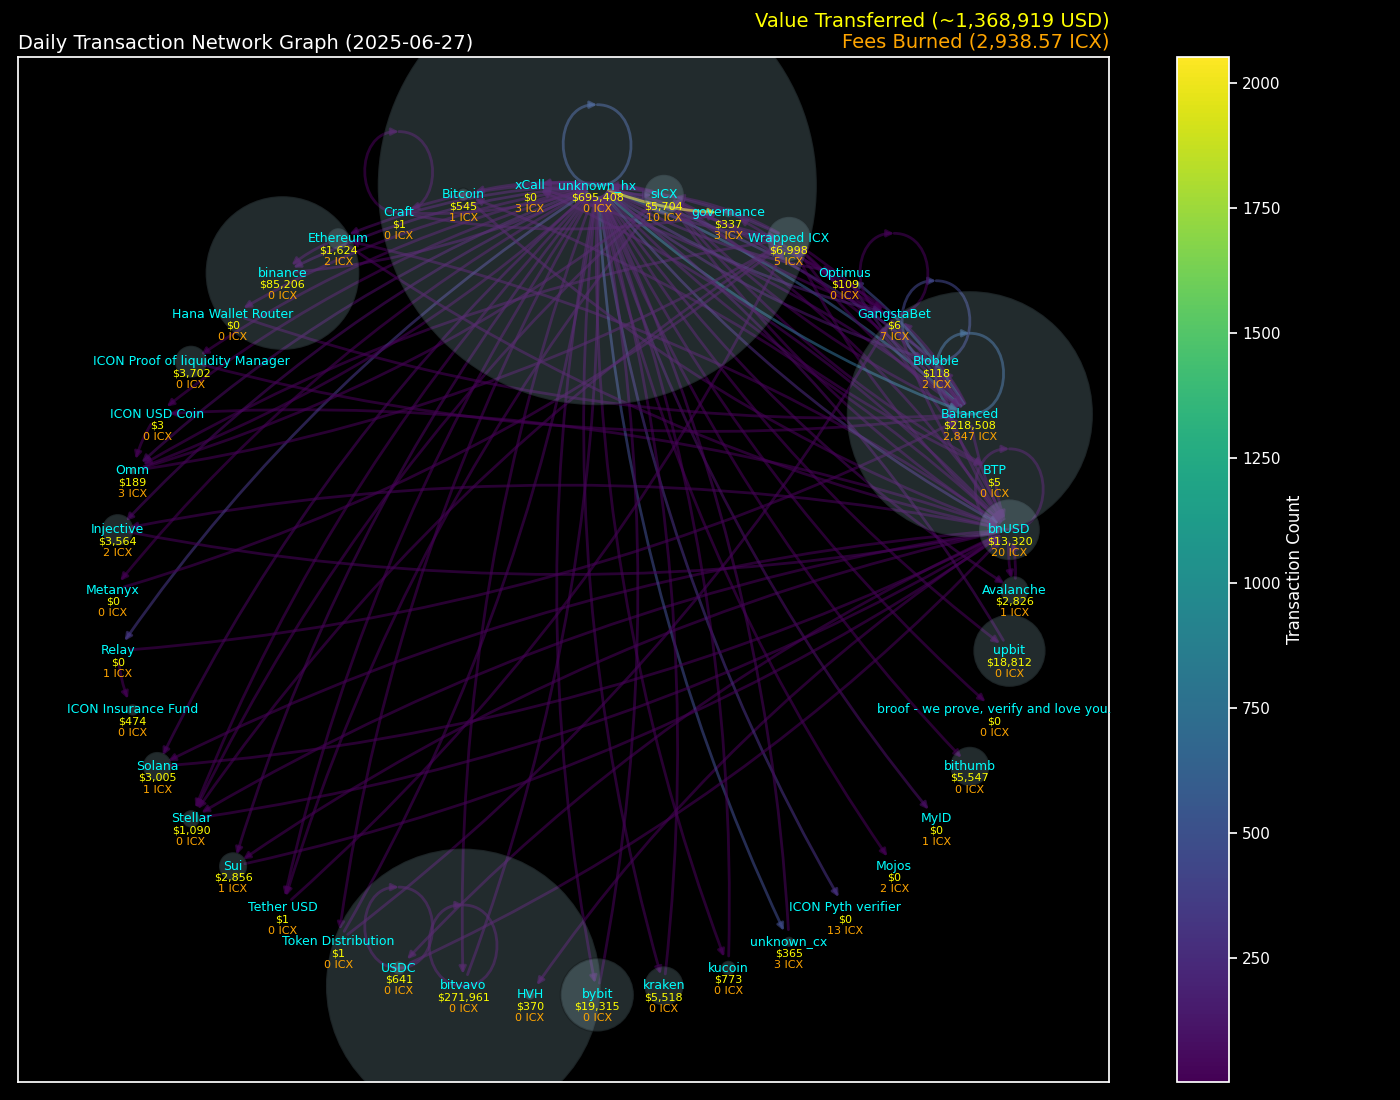 Value Transferred (~1,368,919 USD)
Daily Transaction Network Graph (2025-06-27)
Fees Burned (2,938.57 ICX)
unknown_hx
$695,408
0 ICX
xCall
$0
3 ICX
sICX
$5,704
10 ICX
Bitcoin
$545
1 ICX
governance
$337
3 ICX
Craft
$1
0 ICX
Wrapped ICX
$6,998
5 ICX
Ethereum
$1,624
2 ICX
Optimus
$109
0 ICX
binance
$85,206
0 ICX
GangstaBet
$6
7 ICX
Hana Wallet Router
$0
0 ICX
Blobble
$118
2 ICX
ICON Proof of liquidity Manager
$3,702
0 ICX
Balanced
$218,508
2,847 ICX
ICON USD Coin
$3
0 ICX
BTP
$5
0 ICX
Omm
$189
3 ICX
bnUSD
$13,320
20 ICX
Injective
$3,564
2 ICX
Avalanche
$2,826
1 ICX
Metanyx
$0
0 ICX
upbit
$18,812
0 ICX
Relay
$0
1 ICX
broof - we prove, verify and love you
$0
0 ICX
ICON Insurance Fund
$474
0 ICX
bithumb
$5,547
0 ICX
Solana
$3,005
1 ICX
MyID
$0
1 ICX
Stellar
$1,090
0 ICX
Mojos
$0
2 ICX
Sui
$2,856
1 ICX
ICON Pyth verifier
$0
13 ICX
Tether USD
$1
0 ICX
unknown_cx
$365
3 ICX
Token Distribution
$1
0 ICX
kucoin
$773
0 ICX
USDC
$641
0 ICX
kraken
$5,518
0 ICX
bitvavo
$271,961
0 ICX
bybit
$19,315
0 ICX
HVH
$370
0 ICX
2000
1750
1500
1250
1000
750
500
250
Transaction Count